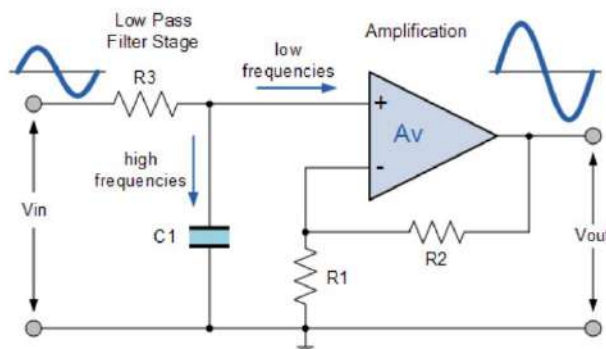 Low Pass
Filter Stage
Amplification
low
frequencies
R3
+
Av
-
high
frequencies
Vin
C1
R1
R2
Vout